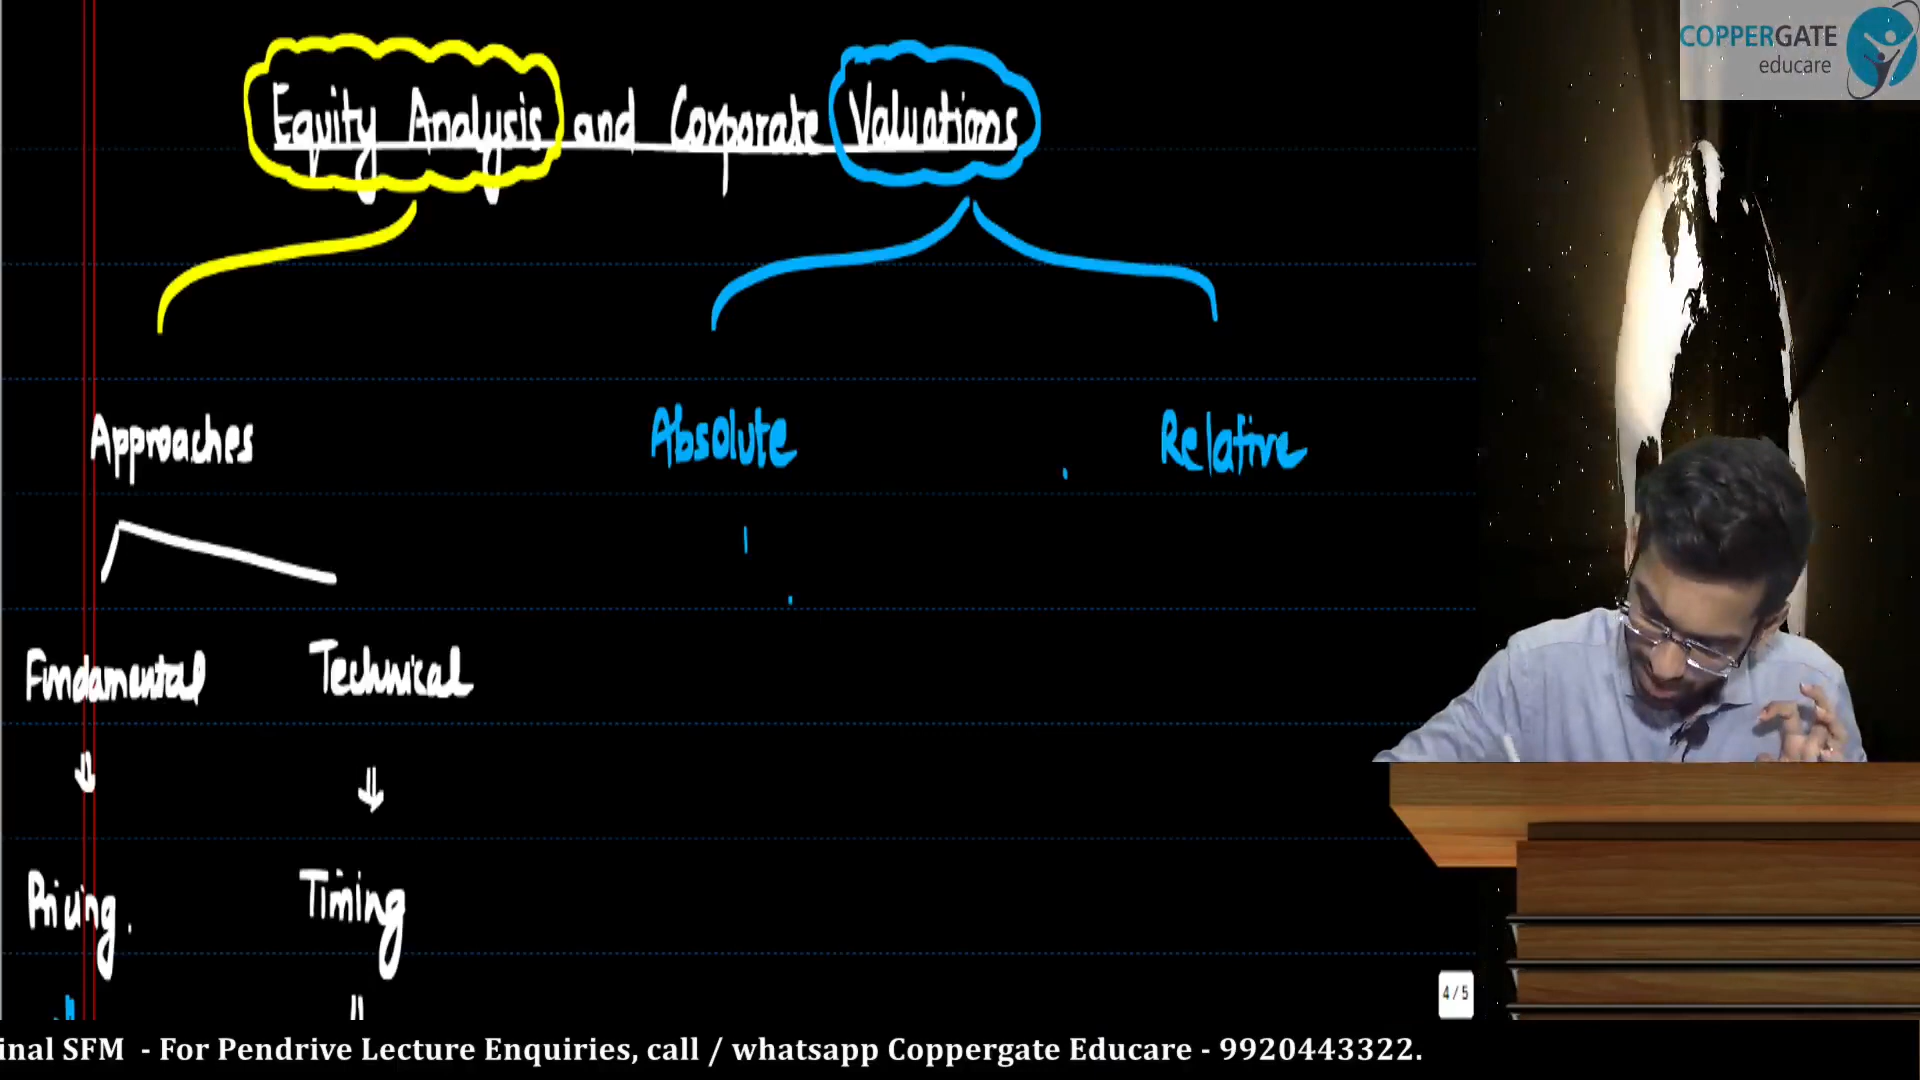 COPPERGATE
educare
Equity Analysis and Corporate Valuations
Approaches
Absolute
Relative
Fundamental
Technical
Pricing.
Timing
4/5
inal SFM - For Pendrive Lecture Enquiries, call / whatsapp Coppergate Educare - 9920443322.